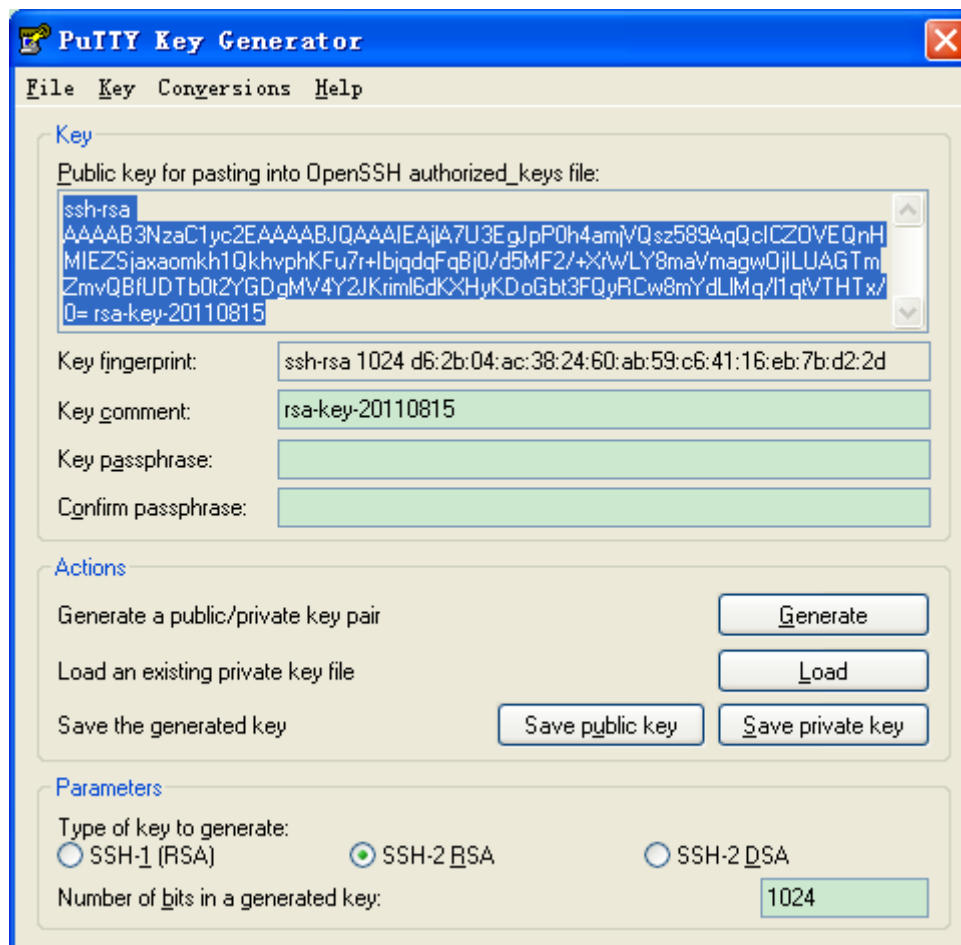 PuTTY Key Generator
File Key Conversions Help
Key
Public key for pasting into OpenSSH authorized_keys file:
ssh-rsa
AAAAB3NzaC1yc2EAAAABJQAAAIEAjlA7U3EgJpP0h4amjVQsz589AqQcICZOVEQnH
MIEZSjaxaomkh1QkhvphKFu7r+IbjqdqFqBj0/d5MF2/+XrWLY8maVmagwOjILUAGTm
ZmvQBfUDTb0t2YGDgMV4Y2JKriml6dKXHyKDoGbt3FQyRCw8mYdLlMq/I1qtVTHTx/
0= rsa-key-20110815
Key fingerprint: ssh-rsa 1024 d6:2b:04:ac:38:24:60:ab:59:c6:41:16:eb:7b:d2:2d
Key comment: rsa-key-20110815
Key passphrase:
Confirm passphrase:
Actions
Generate a public/private key pair Generate
Load an existing private key file Load
Save the generated key Save public key Save private key
Parameters
Type of key to generate:
SSH-1 (RSA) SSH-2 RSA SSH-2 DSA
Number of bits in a generated key: 1024